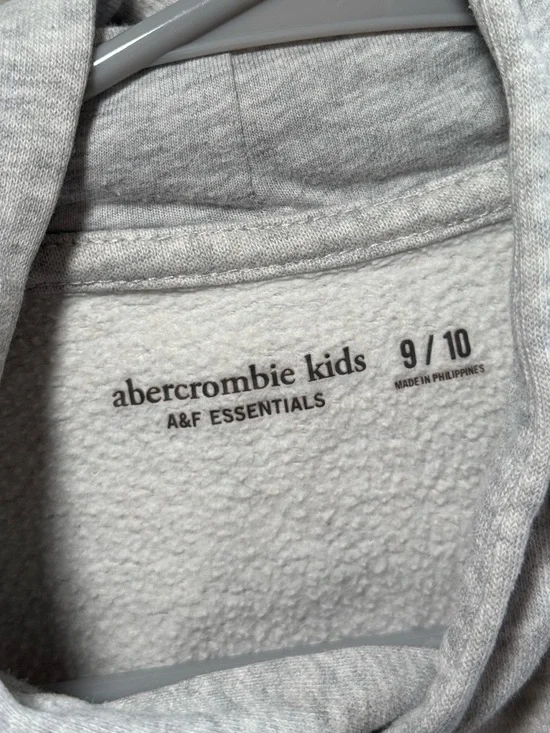 abercrombie kids
A&F ESSENTIALS
9 / 10
MADE IN PHILIPPINES